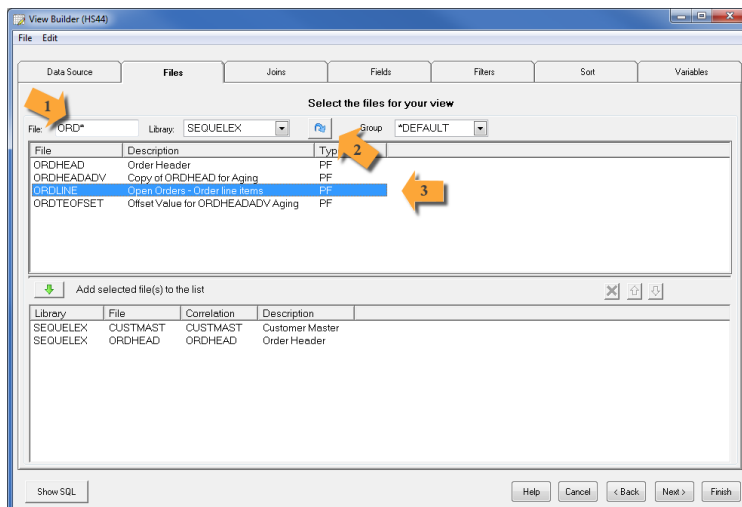 View Builder (HS44)
File Edit
Data Source Files Joins Fields Filters Sort Variables
Select the files for your view
1
File: ORD* Library: SEQUELEX Group *DEFAULT
2
File Description Typ
ORDHEAD Order Header PF
ORDHEADADV Copy of ORDHEAD for Aging PF
ORDLINE Open Orders - Order line items PF
3
ORDTEOFSET Offset Value for ORDHEADADV Aging PF
Add selected file(s) to the list
Library File Correlation Description
SEQUELEX CUSTMAST CUSTMAST Customer Master
SEQUELEX ORDHEAD ORDHEAD Order Header
Show SQL Help Cancel < Back Next > Finish